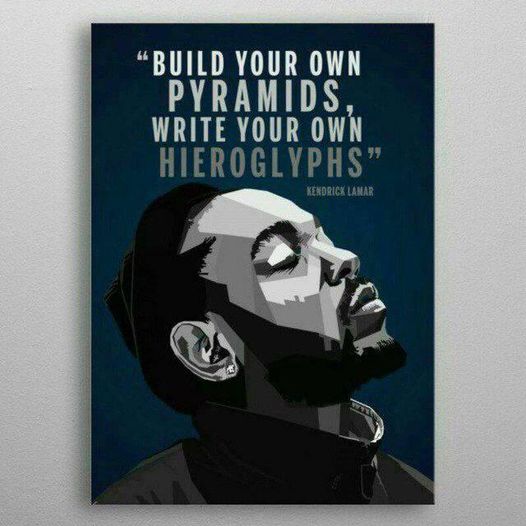 “BUILD YOUR OWN
PYRAMIDS,
WRITE YOUR OWN
HIEROGLYPHS”
KENDRICK LAMAR